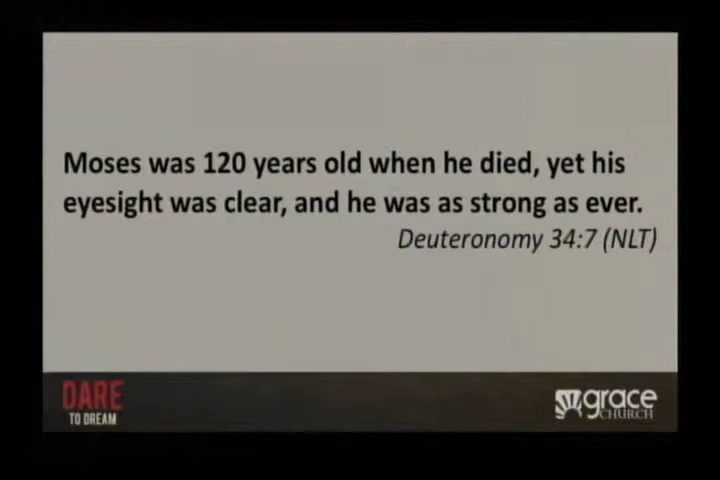 Moses was 120 years old when he died, yet his
eyesight was clear, and he was as strong as ever.
Deuteronomy 34:7 (NLT)
DARE
TO DREAM
grace
CHURCH